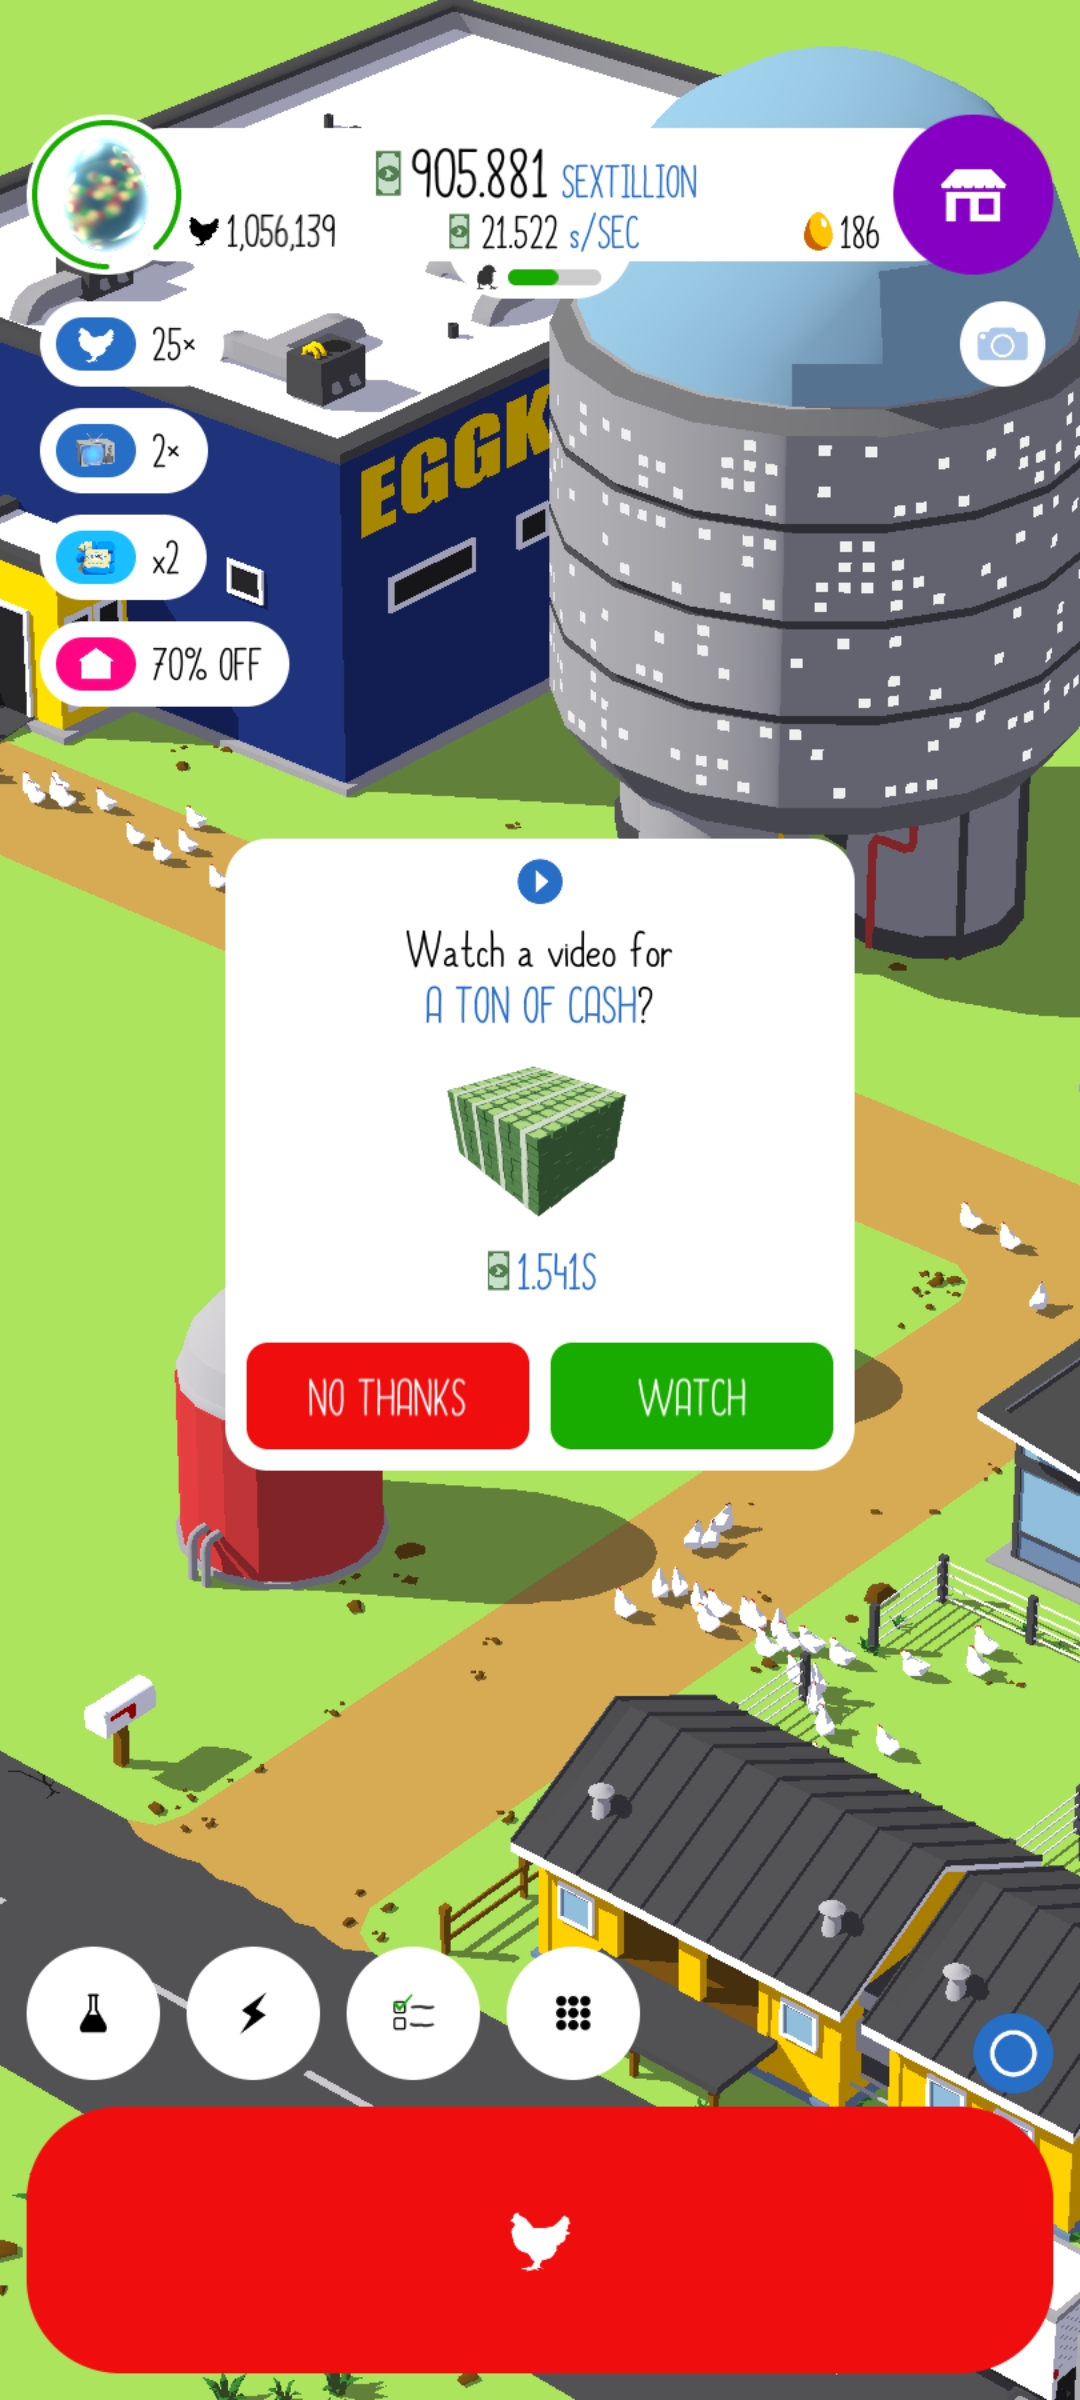 905.881 SEXTILLION
1,056,139
21.522 s/SEC
186
25×
2×
x2
70% OFF
EGGK
Watch a video for
A TON OF CASH?
1.541S
NO THANKS
WATCH